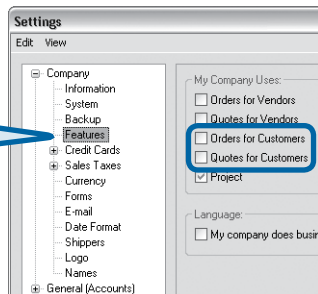 Settings
Edit View
Company
Information
System
Backup
Features
Credit Cards
Sales Taxes
Currency
Forms
E-mail
Date Format
Shippers
Logo
Names
General (Accounts)
My Company Uses:
Orders for Vendors
Quotes for Vendors
Orders for Customers
Quotes for Customers
Project
Language:
My company does busin